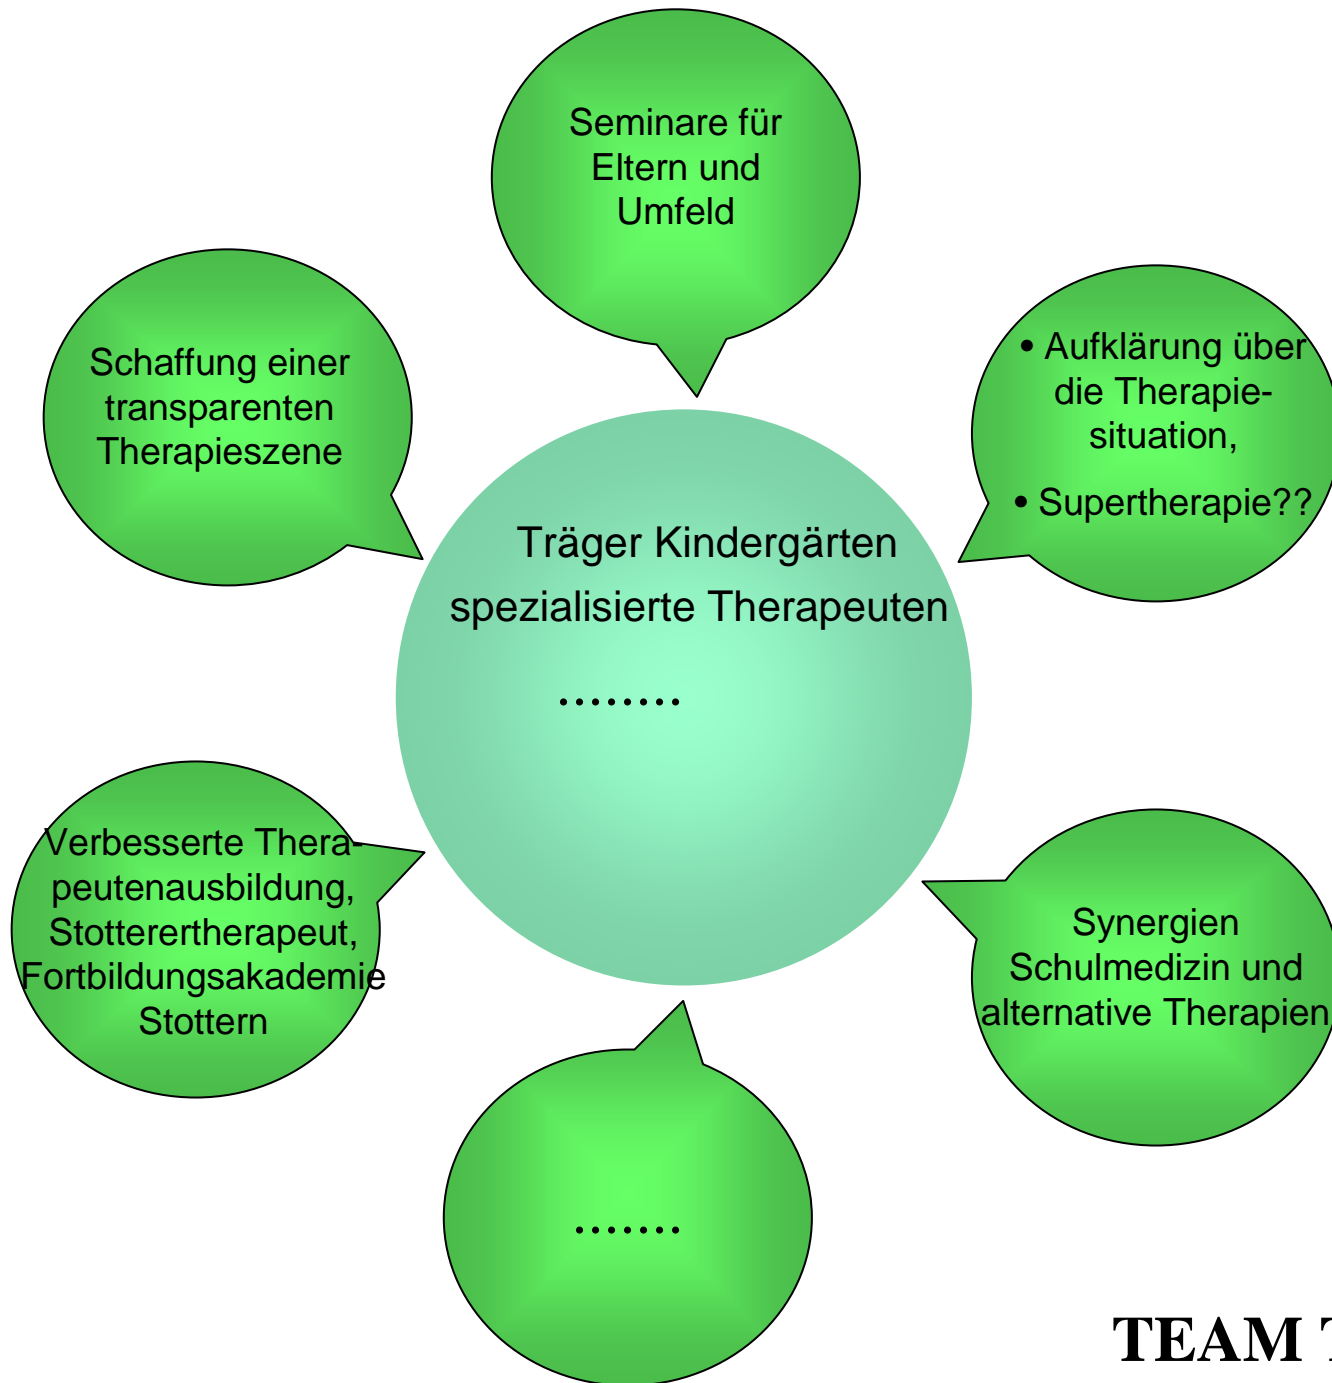 Seminare für
Eltern und
Umfeld
Schaffung einer
transparenten
Therapieszene
• Aufklärung über
die Therapie-
situation,
• Supertherapie??
Träger Kindergärten
spezialisierte Therapeuten
........
Verbesserte Thera-
peutenausbildung,
Stotterertherapeut,
Fortbildungsakademie
Stottern
Synergien
Schulmedizin und
alternative Therapien
.......
TEAM T